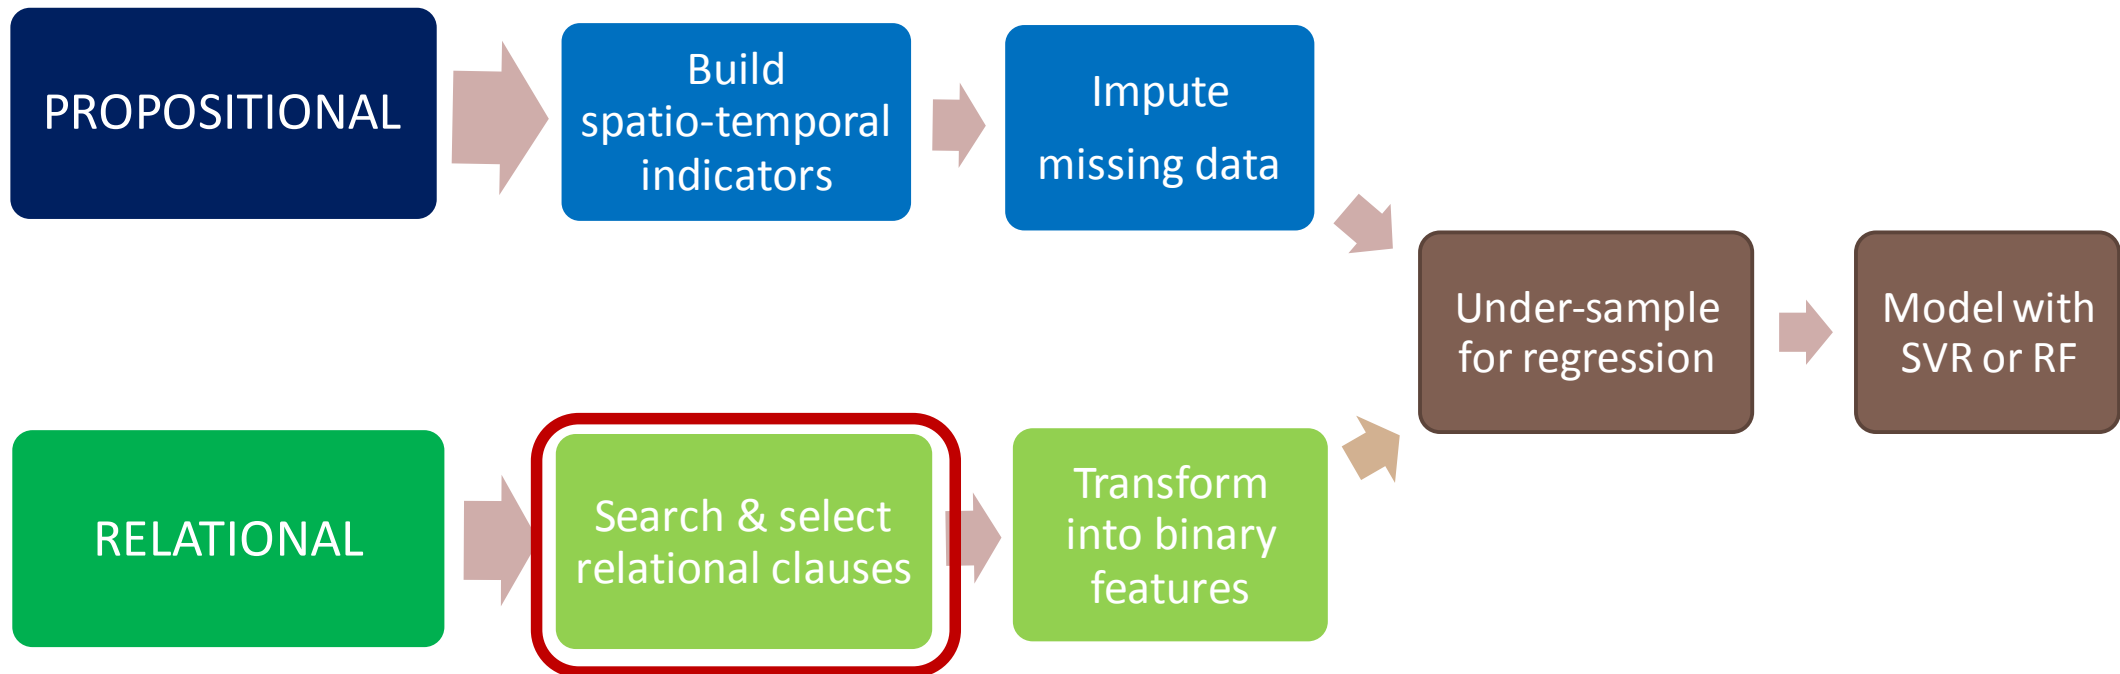 PROPOSITIONAL
Build
spatio-temporal
indicators
Impute
missing data
Under-sample
for regression
Model with
SVR or RF
RELATIONAL
Search & select
relational clauses
Transform
into binary
features